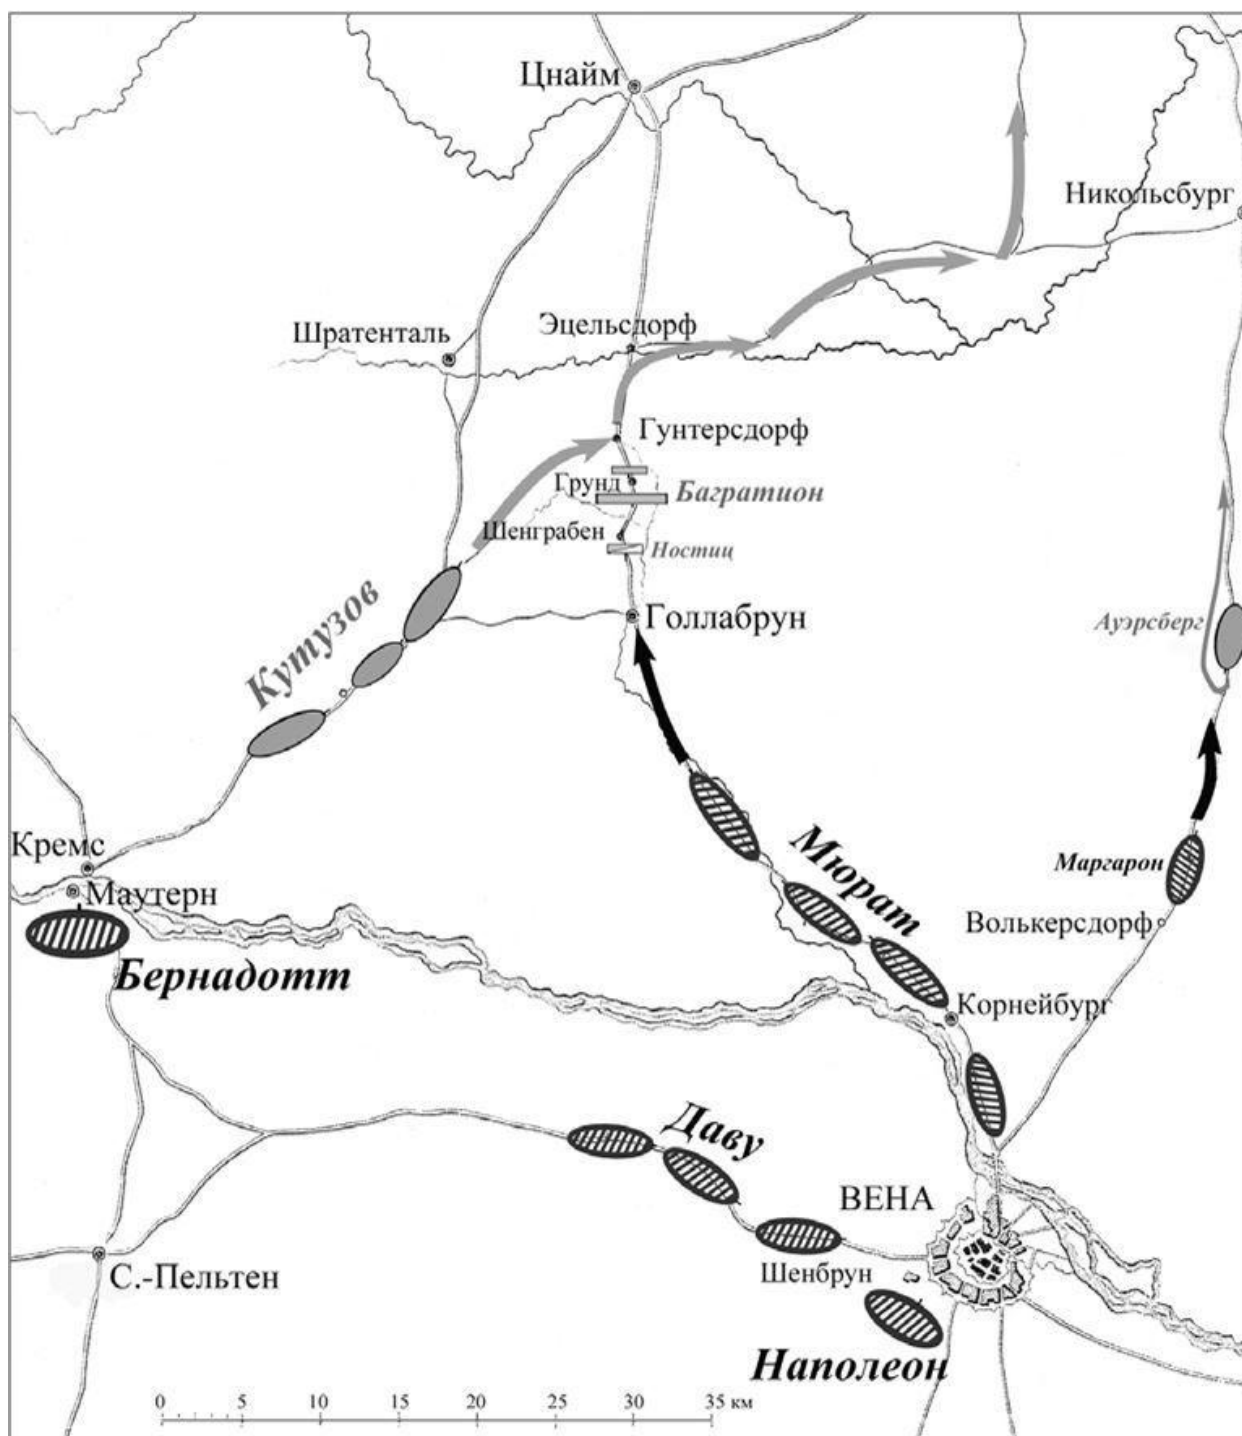 Цнайм
Никольсбург
Шратенталь
Эцельсдорф
Гунтерсдорф
Грунд
Багратион
Шенграбен
Ностиц
Кутузов
Голлабрун
Ауэрсберг
Кремс
Маутерн
Мюрат
Маргарон
Волькерсдорф
Бернадотт
Корнейбург
Даву
ВЕНА
Шенбрун
С.-Пельтен
Наполеон
0 5 10 15 20 25 30 35 км